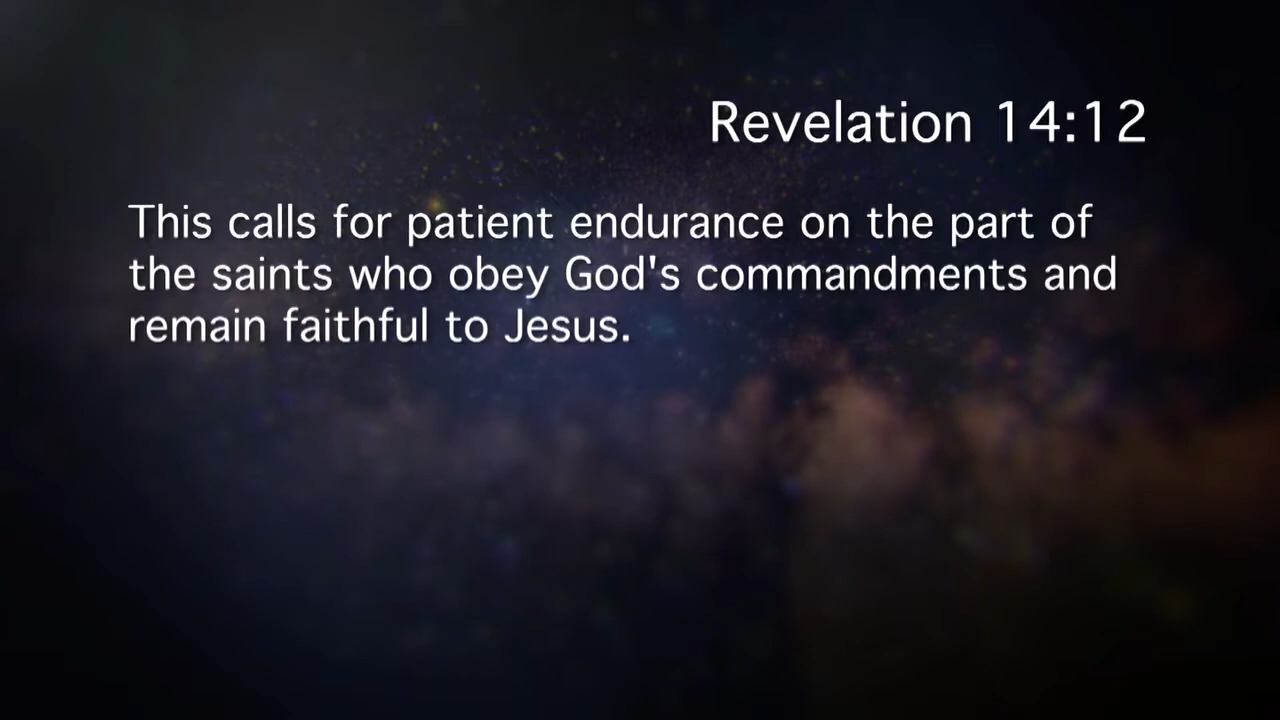 Revelation 14:12
This calls for patient endurance on the part of
the saints who obey God's commandments and
remain faithful to Jesus.